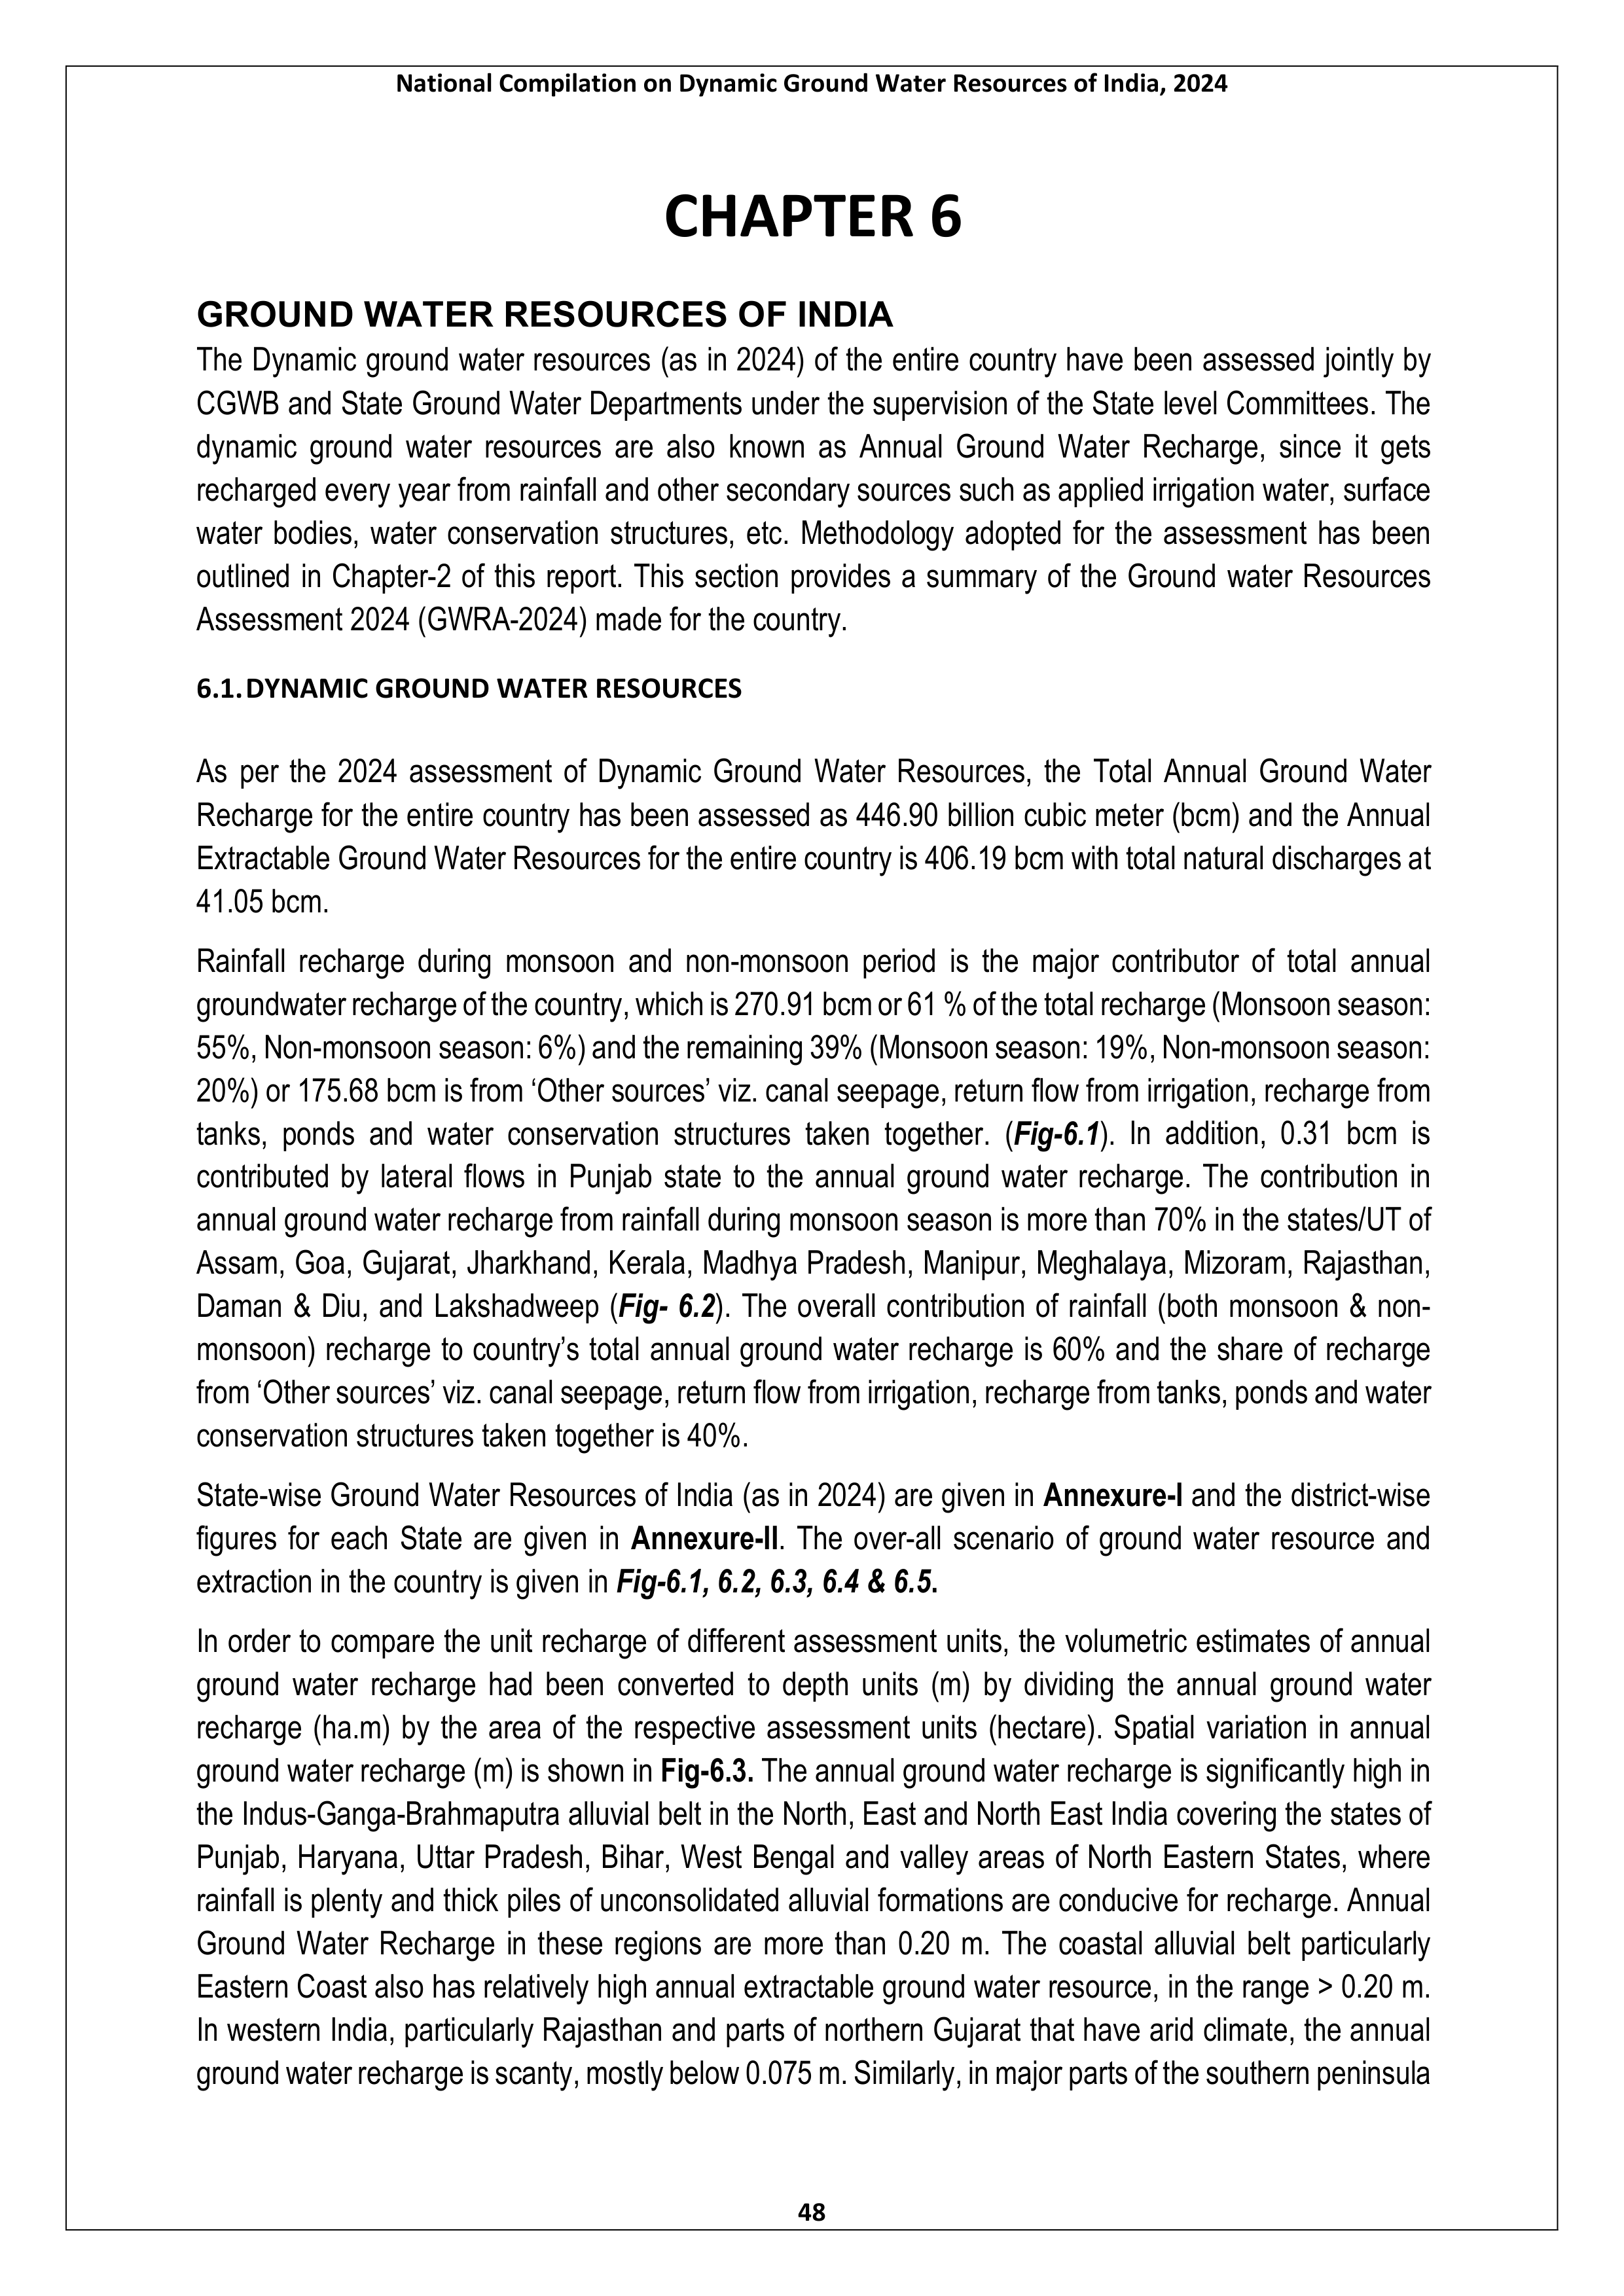 National Compilation on Dynamic Ground Water Resources of India, 2024
CHAPTER 6
GROUND WATER RESOURCES OF INDIA
The Dynamic ground water resources (as in 2024) of the entire country have been assessed jointly by
CGWB and State Ground Water Departments under the supervision of the State level Committees. The
dynamic ground water resources are also known as Annual Ground Water Recharge, since it gets
recharged every year from rainfall and other secondary sources such as applied irrigation water, surface
water bodies, water conservation structures, etc. Methodology adopted for the assessment has been
outlined in Chapter-2 of this report. This section provides a summary of the Ground water Resources
Assessment 2024 (GWRA-2024) made for the country.
6.1. DYNAMIC GROUND WATER RESOURCES
As per the 2024 assessment of Dynamic Ground Water Resources, the Total Annual Ground Water
Recharge for the entire country has been assessed as 446.90 billion cubic meter (bcm) and the Annual
Extractable Ground Water Resources for the entire country is 406.19 bcm with total natural discharges at
41.05 bcm.
Rainfall recharge during monsoon and non-monsoon period is the major contributor of total annual
groundwater recharge of the country, which is 270.91 bcm or 61 % of the total recharge (Monsoon season:
55%, Non-monsoon season: 6%) and the remaining 39% (Monsoon season: 19%, Non-monsoon season:
20%) or 175.68 bcm is from ‘Other sources’ viz. canal seepage, return flow from irrigation, recharge from
tanks, ponds and water conservation structures taken together. (Fig-6.1). In addition, 0.31 bcm is
contributed by lateral flows in Punjab state to the annual ground water recharge. The contribution in
annual ground water recharge from rainfall during monsoon season is more than 70% in the states/UT of
Assam, Goa, Gujarat, Jharkhand, Kerala, Madhya Pradesh, Manipur, Meghalaya, Mizoram, Rajasthan,
Daman & Diu, and Lakshadweep (Fig- 6.2). The overall contribution of rainfall (both monsoon & non-
monsoon) recharge to country’s total annual ground water recharge is 60% and the share of recharge
from ‘Other sources’ viz. canal seepage, return flow from irrigation, recharge from tanks, ponds and water
conservation structures taken together is 40%.
State-wise Ground Water Resources of India (as in 2024) are given in Annexure-I and the district-wise
figures for each State are given in Annexure-II. The over-all scenario of ground water resource and
extraction in the country is given in Fig-6.1, 6.2, 6.3, 6.4 & 6.5.
In order to compare the unit recharge of different assessment units, the volumetric estimates of annual
ground water recharge had been converted to depth units (m) by dividing the annual ground water
recharge (ha.m) by the area of the respective assessment units (hectare). Spatial variation in annual
ground water recharge (m) is shown in Fig-6.3. The annual ground water recharge is significantly high in
the Indus-Ganga-Brahmaputra alluvial belt in the North, East and North East India covering the states of
Punjab, Haryana, Uttar Pradesh, Bihar, West Bengal and valley areas of North Eastern States, where
rainfall is plenty and thick piles of unconsolidated alluvial formations are conducive for recharge. Annual
Ground Water Recharge in these regions are more than 0.20 m. The coastal alluvial belt particularly
Eastern Coast also has relatively high annual extractable ground water resource, in the range > 0.20 m.
In western India, particularly Rajasthan and parts of northern Gujarat that have arid climate, the annual
ground water recharge is scanty, mostly below 0.075 m. Similarly, in major parts of the southern peninsula
48